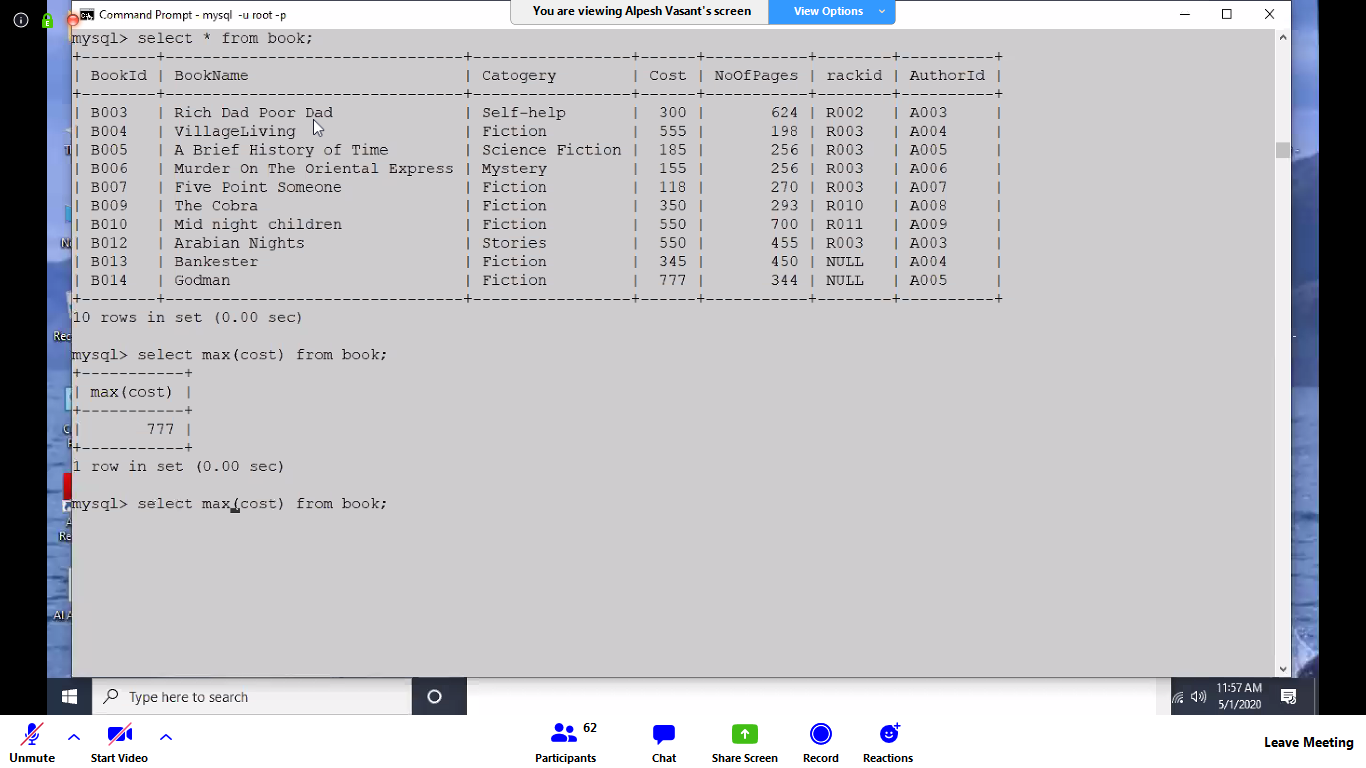 Command Prompt - mysql -u root -p
You are viewing Alpesh Vasant's screen
View Options
mysql> select * from book;
+--------+--------------------------------+-----------------+------+-----------+--------+----------+
| BookId | BookName | Catogery | Cost | NoOfPages | rackid | AuthorId |
+--------+--------------------------------+-----------------+------+-----------+--------+----------+
| B003 | Rich Dad Poor Dad | Self-help | 300 | 624 | R002 | A003 |
| B004 | VillageLiving | Fiction | 555 | 198 | R003 | A004 |
| B005 | A Brief History of Time | Science Fiction | 185 | 256 | R003 | A005 |
| B006 | Murder On The Oriental Express | Mystery | 155 | 256 | R003 | A006 |
| B007 | Five Point Someone | Fiction | 118 | 270 | R003 | A007 |
| B009 | The Cobra | Fiction | 350 | 293 | R010 | A008 |
| B010 | Mid night children | Fiction | 550 | 700 | R011 | A009 |
| B012 | Arabian Nights | Stories | 550 | 455 | R003 | A003 |
| B013 | Bankester | Fiction | 345 | 450 | NULL | A004 |
| B014 | Godman | Fiction | 777 | 344 | NULL | A005 |
+--------+--------------------------------+-----------------+------+-----------+--------+----------+
10 rows in set (0.00 sec)
mysql> select max(cost) from book;
+-----------+
| max(cost) |
+-----------+
| 777 |
+-----------+
1 row in set (0.00 sec)
mysql> select max(cost) from book;
Type here to search
11:57 AM
5/1/2020
62
Unmute
Start Video
Participants
Chat
Share Screen
Record
Reactions
Leave Meeting